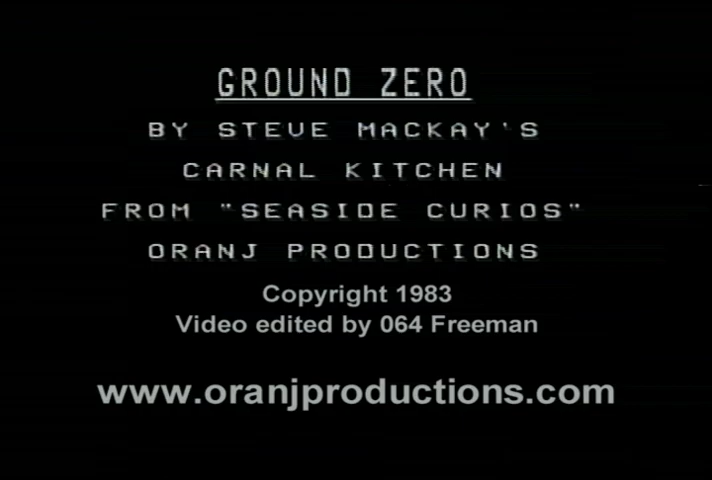 GROUND ZERO
BY STEVE MACKAY'S
CARNAL KITCHEN
FROM "SEASIDE CURIOS"
ORANJ PRODUCTIONS
Copyright 1983
Video edited by 064 Freeman
www.oranjproductions.com